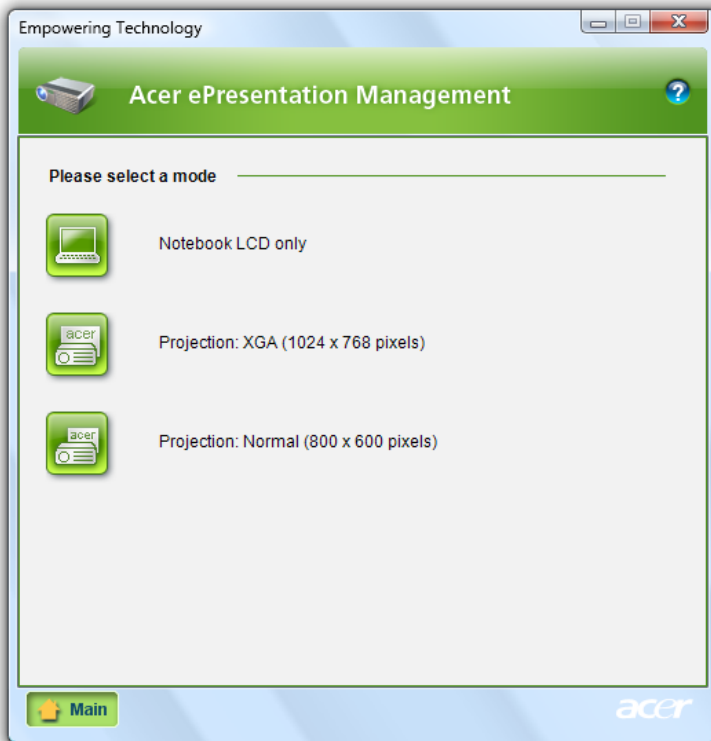 Empowering Technology
Acer ePresentation Management
?
Please select a mode
Notebook LCD only
acer
Projection: XGA (1024 x 768 pixels)
acer
Projection: Normal (800 x 600 pixels)
Main
acer